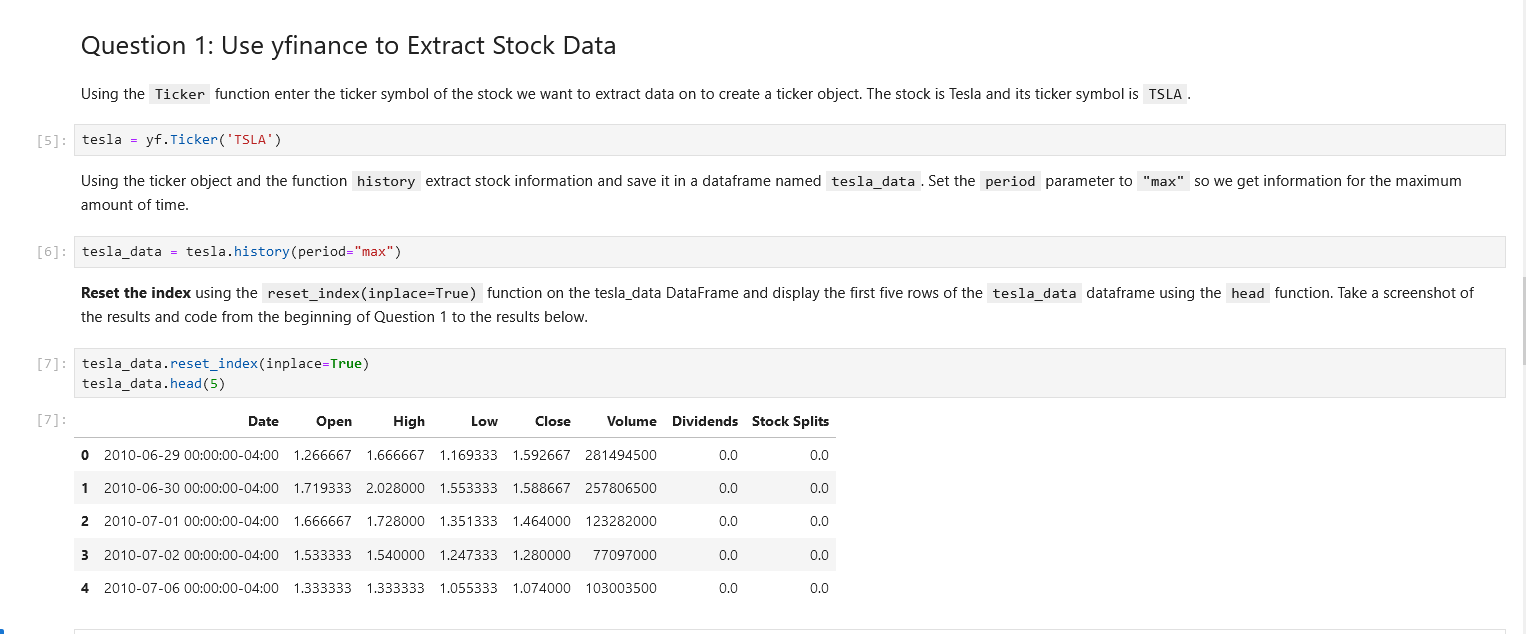 Question 1: Use yfinance to Extract Stock Data
Using the Ticker function enter the ticker symbol of the stock we want to extract data on to create a ticker object. The stock is Tesla and its ticker symbol is TSLA.
[5]: tesla = yf.Ticker('TSLA')
Using the ticker object and the function history extract stock information and save it in a dataframe named tesla_data. Set the period parameter to "max" so we get information for the maximum
amount of time.
[6]: tesla_data = tesla.history(period="max")
Reset the index using the reset_index(inplace=True) function on the tesla_data DataFrame and display the first five rows of the tesla_data dataframe using the head function. Take a screenshot of
the results and code from the beginning of Question 1 to the results below.
[7]: tesla_data.reset_index(inplace=True)
tesla_data.head(5)
[7]: Date Open High Low Close Volume Dividends Stock Splits
0 2010-06-29 00:00:00-04:00 1.266667 1.666667 1.169333 1.592667 281494500 0.0 0.0
1 2010-06-30 00:00:00-04:00 1.719333 2.028000 1.553333 1.588667 257806500 0.0 0.0
2 2010-07-01 00:00:00-04:00 1.666667 1.728000 1.351333 1.464000 123282000 0.0 0.0
3 2010-07-02 00:00:00-04:00 1.533333 1.540000 1.247333 1.280000 77097000 0.0 0.0
4 2010-07-06 00:00:00-04:00 1.333333 1.333333 1.055333 1.074000 103003500 0.0 0.0